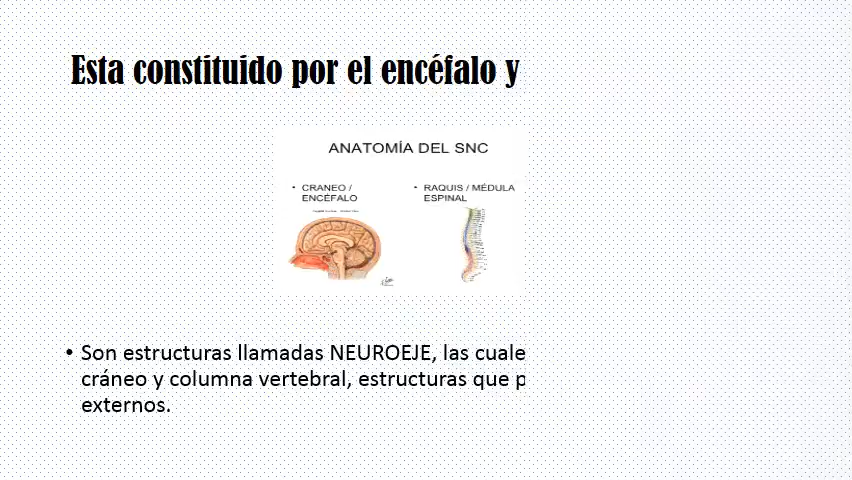 Esta constituido por el encéfalo y
ANATOMÍA DEL SNC
• CRANEO /
ENCÉFALO
• RAQUIS / MÉDULA
ESPINAL
• Son estructuras llamadas NEUROEJE, las cuale
cráneo y columna vertebral, estructuras que p
externos.